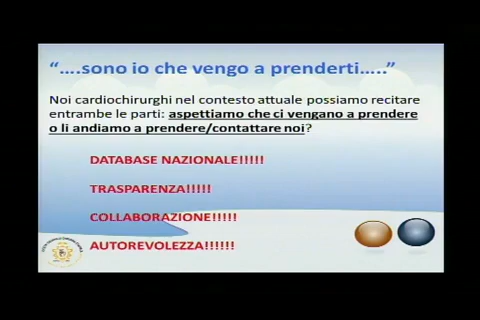 “….sono io che vengo a prenderti…..”
Noi cardiochirurghi nel contesto attuale possiamo recitare
entrambe le parti: aspettiamo che ci vengano a prendere
o li andiamo a prendere/contattare noi?
DATABASE NAZIONALE!!!!!
TRASPARENZA!!!!!
COLLABORAZIONE!!!!!
AUTOREVOLEZZA!!!!!!